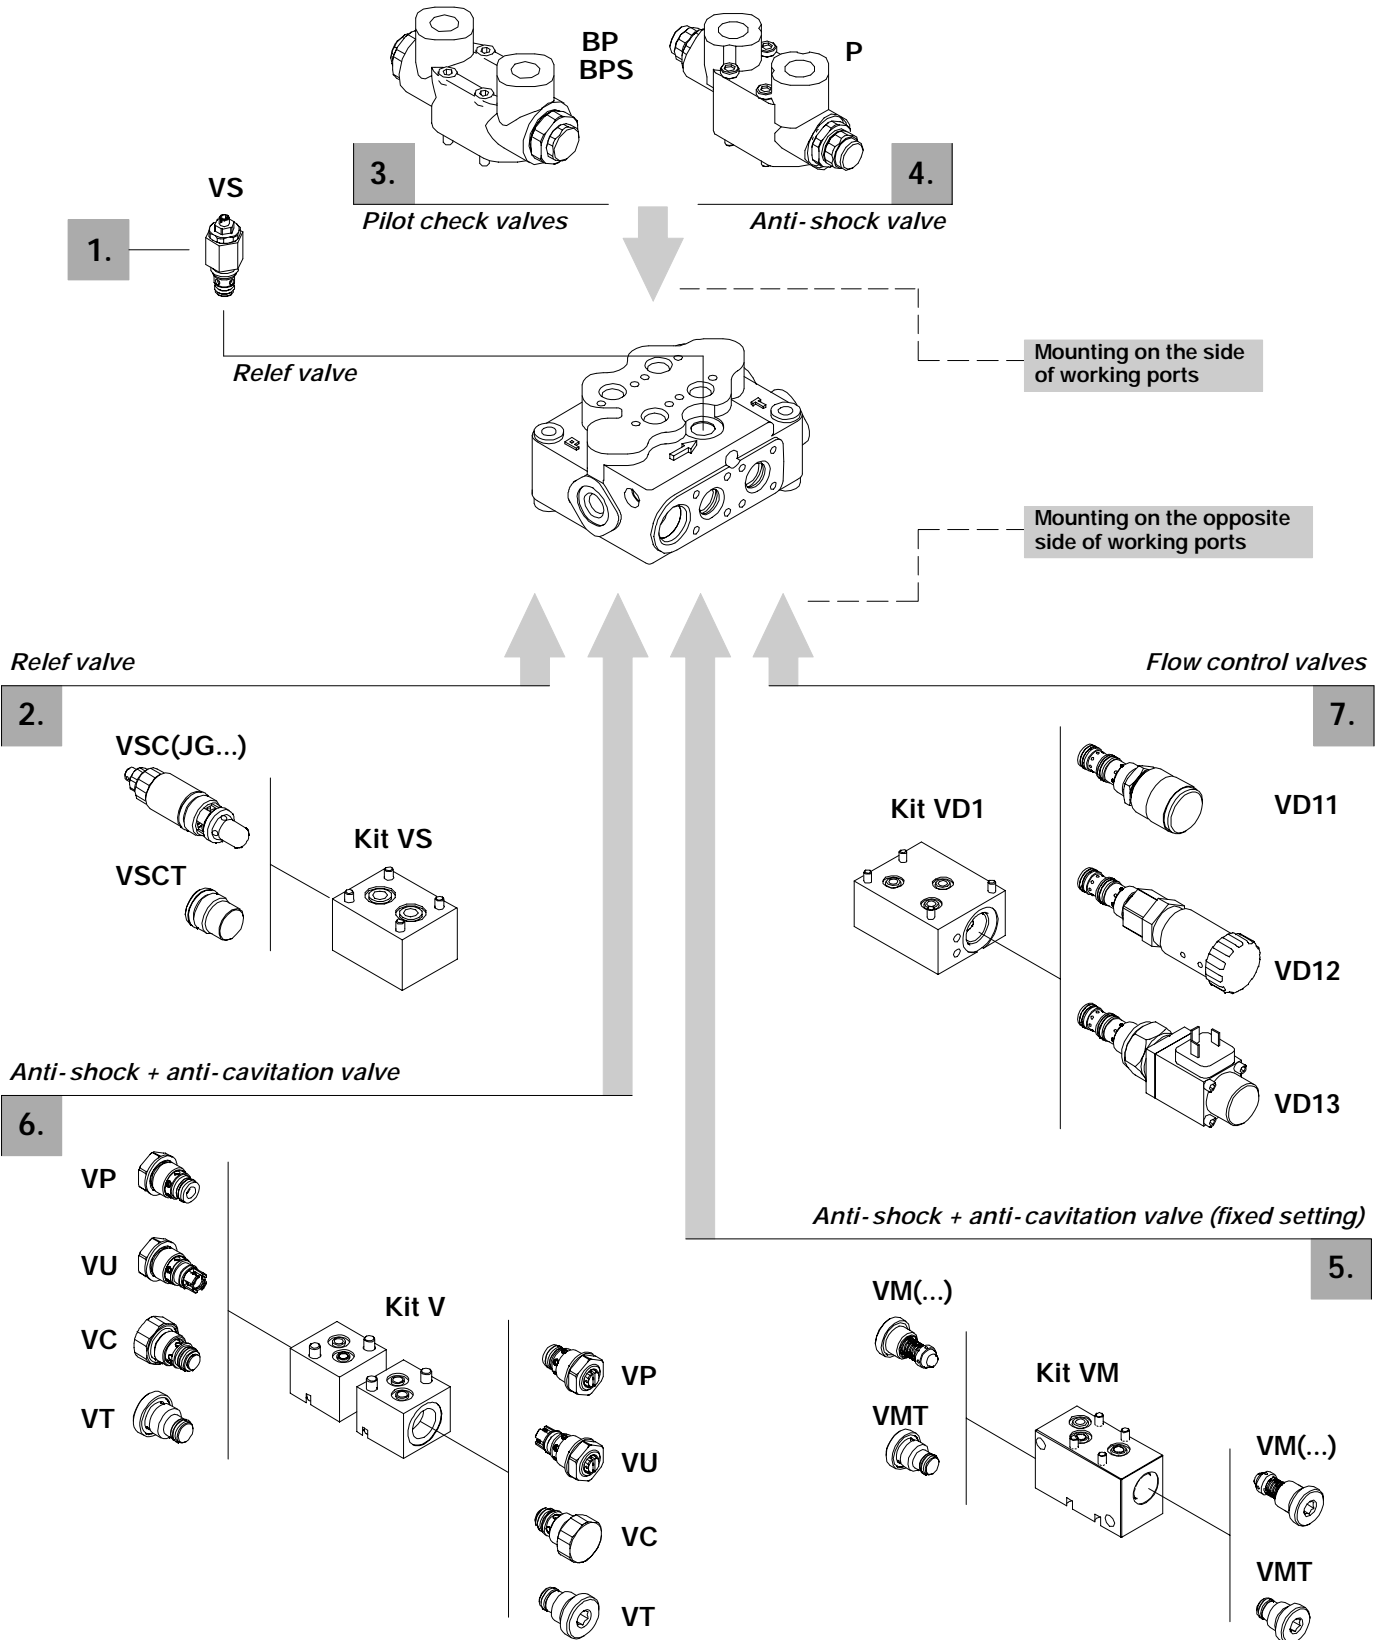 BP
BPS
P
3.
4.
VS
Pilot check valves
Anti-shock valve
1.
Mounting on the side
of working ports
Relef valve
Mounting on the opposite
side of working ports
Relef valve
Flow control valves
2.
7.
VSC(JG...)
VD11
Kit VD1
Kit VS
VSCT
VD12
Anti-shock + anti-cavitation valve
VD13
6.
VP
Anti-shock + anti-cavitation valve (fixed setting)
VU
5.
VM(...)
Kit V
VC
VP
Kit VM
VT
VMT
VM(...)
VU
VC
VMT
VT